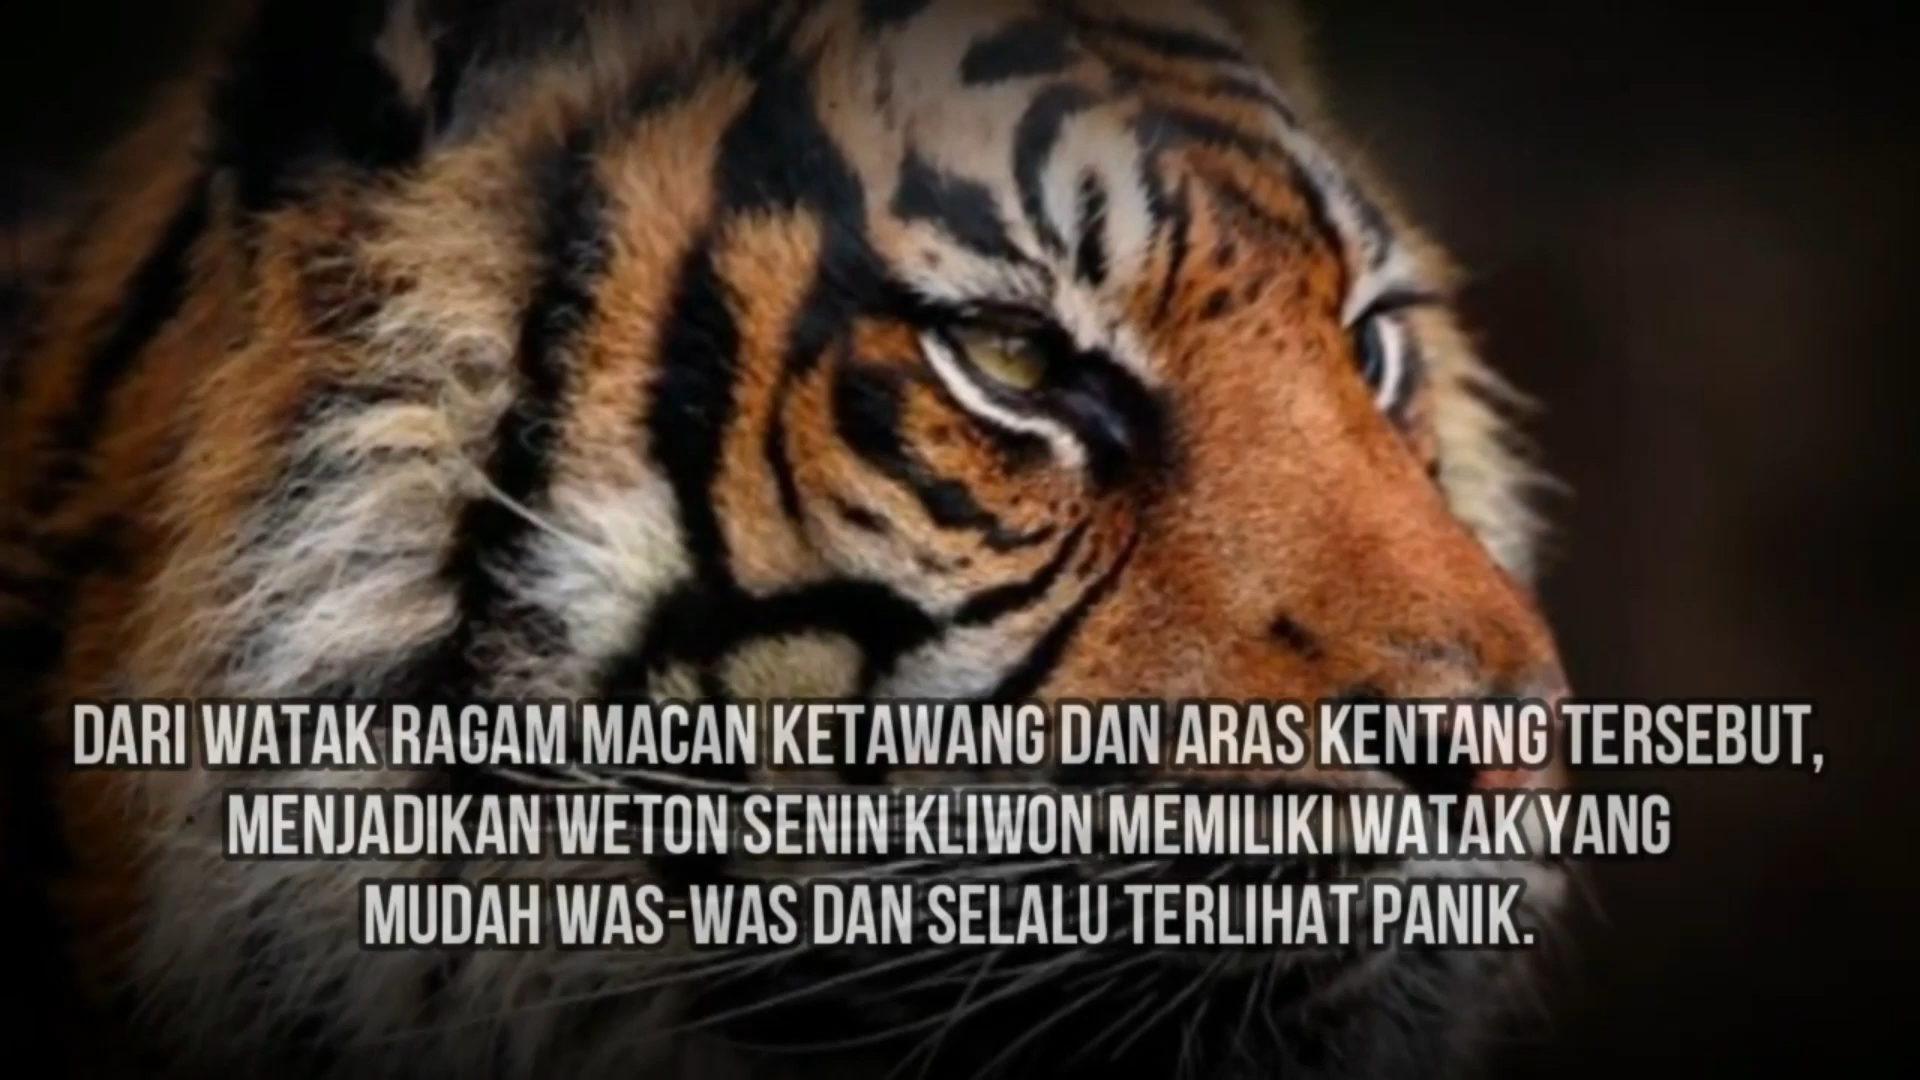 DARI WATAK RAGAM MACAN KETAWANG DAN ARAS KENTANG TERSEBUT,
MENJADIKAN WETON SENIN KLIWON MEMILIKI WATAK YANG
MUDAH WAS-WAS DAN SELALU TERLIHAT PANIK.